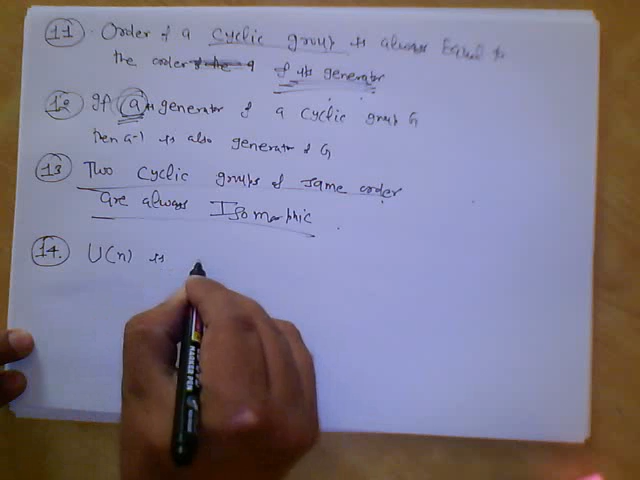 11. Order of a cyclic group is always Equal to
the order of its generator
12 If a is generator of a cyclic group G
then a-1 is also generator of G
13 Two cyclic groups of same order
are always Isomorphic
14. U(n) is
MARKER PEN